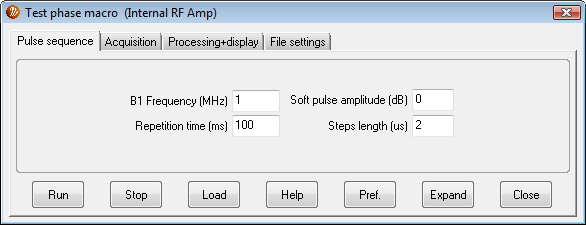 Test phase macro (Internal RF Amp)
Pulse sequence Acquisition Processing+display File settings
B1 Frequency (MHz) 1 Soft pulse amplitude (dB) 0
Repetition time (ms) 100 Steps length (us) 2
Run Stop Load Help Pref. Expand Close